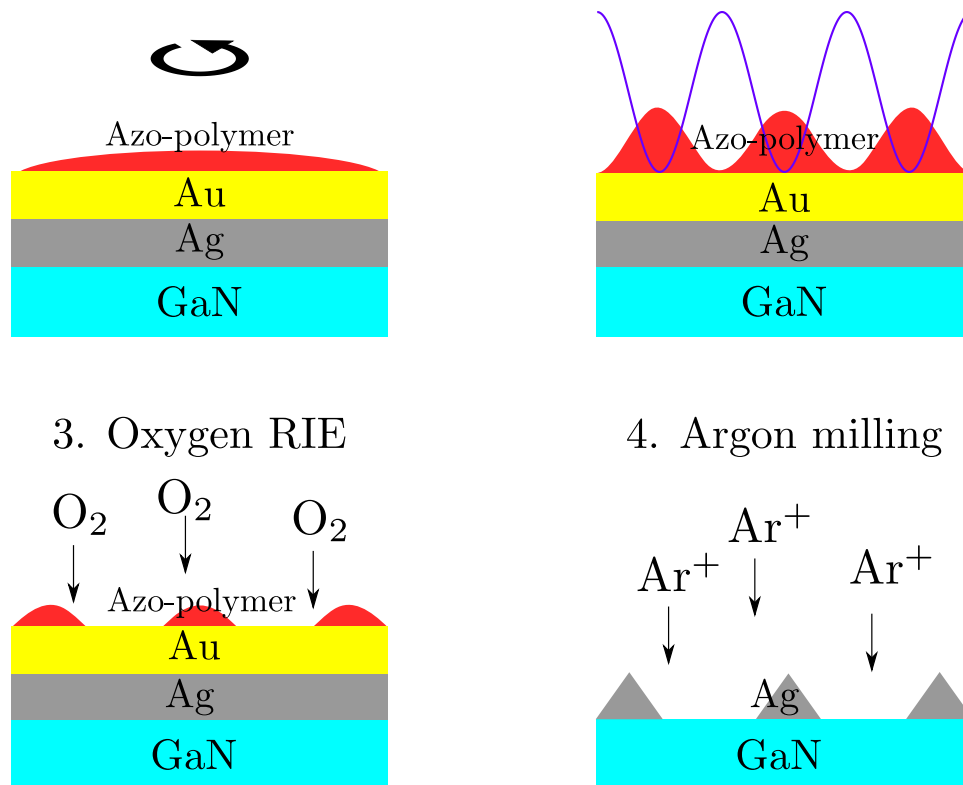 Azo-polymer
Au
Ag
GaN
Azo-polymer
Au
Ag
GaN
3. Oxygen RIE
O₂ O₂ O₂
Azo-polymer
Au
Ag
GaN
4. Argon milling
Ar⁺ Ar⁺ Ar⁺
Ag
GaN